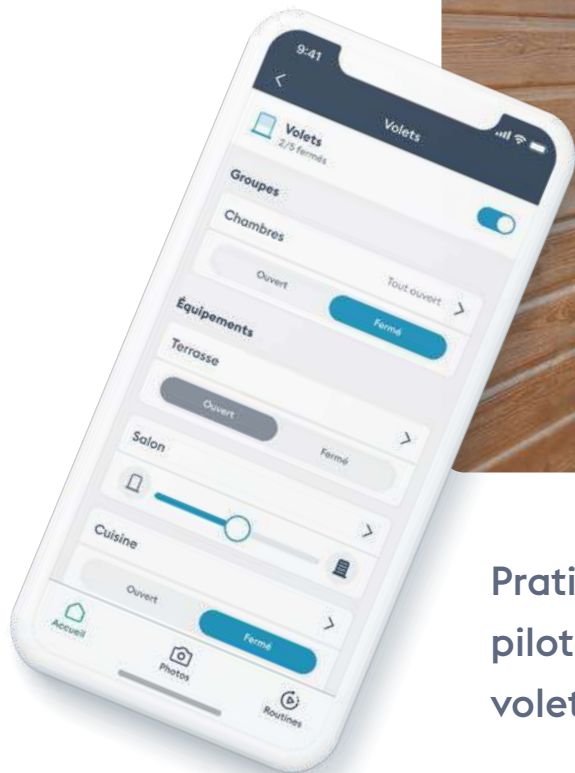 9:41
Volets
Volets
2/5 fermés
Groupes
Chambres
Tout ouvert
Ouvert
Fermé
Équipements
Terrasse
Ouvert
Fermé
Salon
Cuisine
Ouvert
Fermé
Accueil
Photos
Routines
Prati
pilot
volet